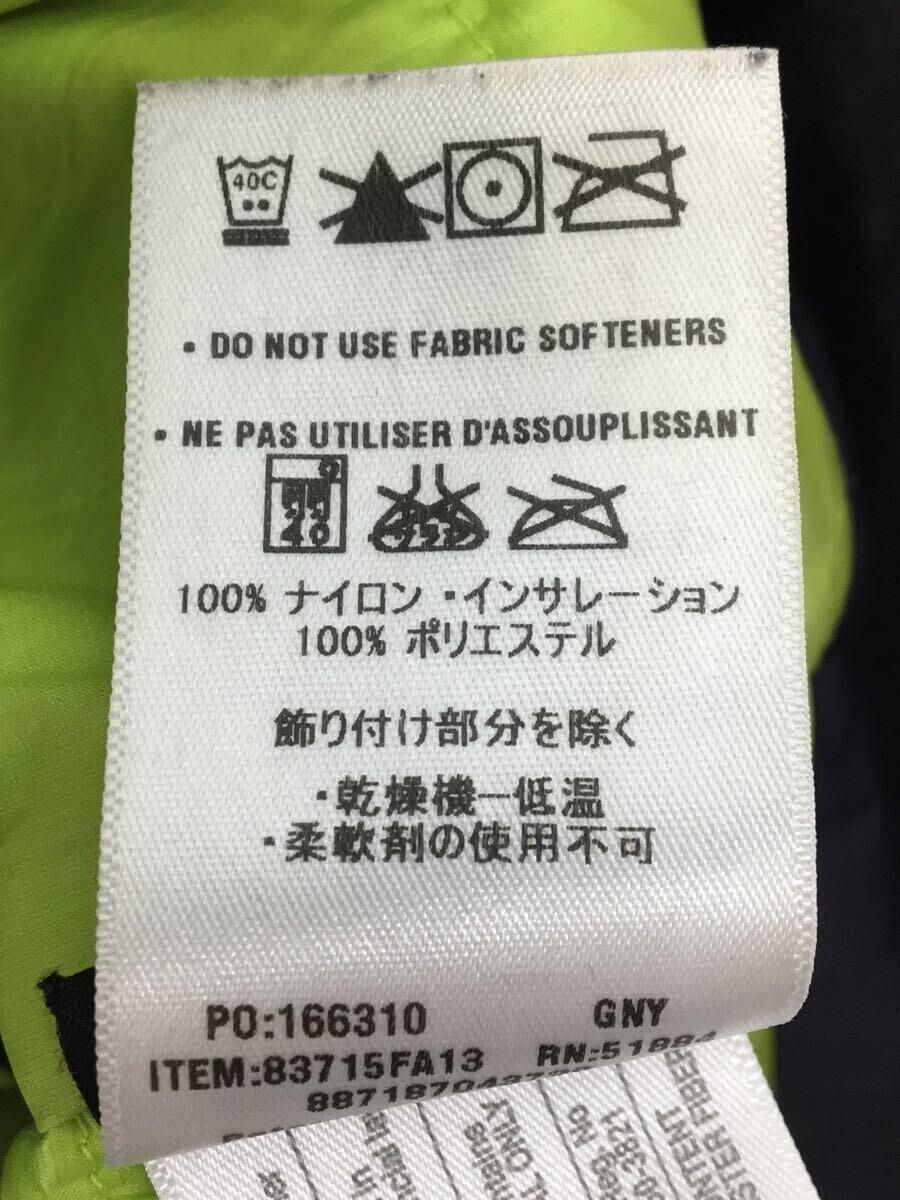 40C
• DO NOT USE FABRIC SOFTENERS
• NE PAS UTILISER D'ASSOUPLISSANT
40
100% ナイロン ・インサレーション
100% ポリエステル
飾り付け部分を除く
・乾燥機—低温
・柔軟剤の使用不可
PO:166310 GNY
ITEM:83715FA13 RN:51884
ONLY